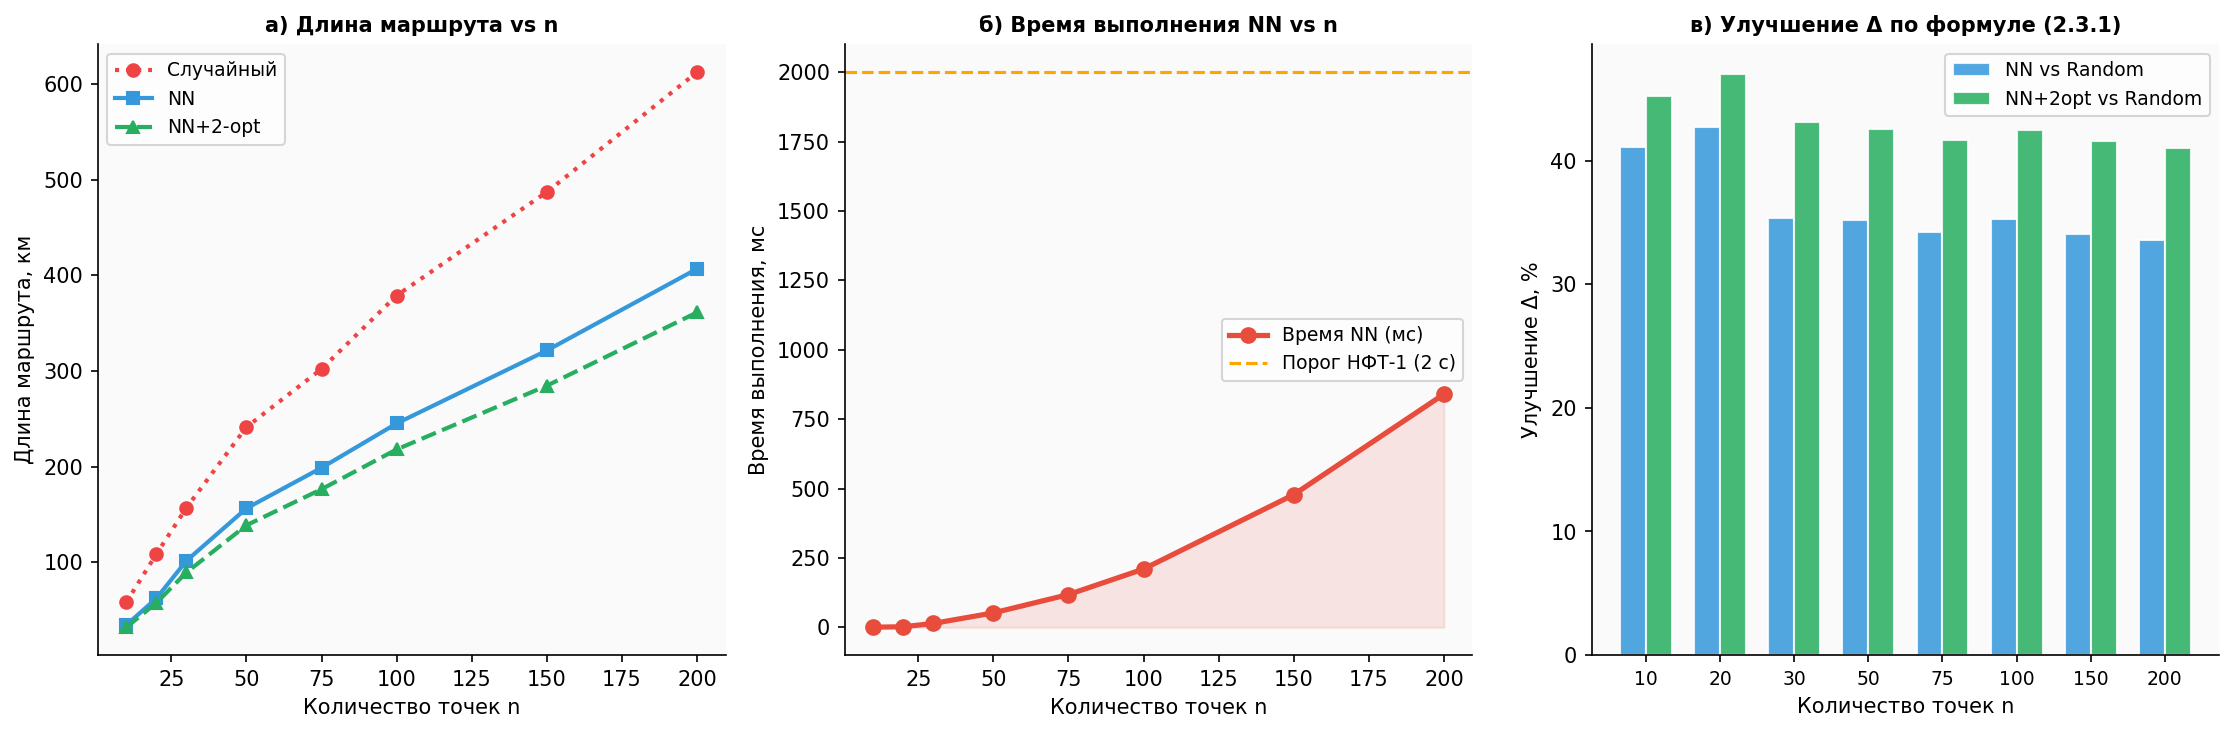 а) Длина маршрута vs n
Случайный
NN
NN+2-opt
Длина маршрута, км
600
500
400
300
200
100
25 50 75 100 125 150 175 200
Количество точек n
б) Время выполнения NN vs n
Время NN (мс)
Порог НФТ-1 (2 с)
Время выполнения, мс
2000
1750
1500
1250
1000
750
500
250
0
25 50 75 100 125 150 175 200
Количество точек n
в) Улучшение Δ по формуле (2.3.1)
NN vs Random
NN+2opt vs Random
Улучшение Δ, %
40
30
20
10
0
10 20 30 50 75 100 150 200
Количество точек n